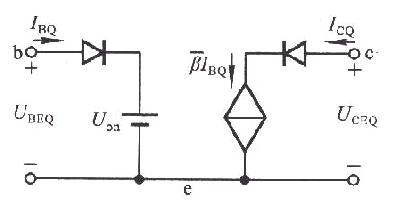 I_BQ
I_CQ
b
β̄I_BQ
c
+
+
U_BEQ
U_on
U_CEQ
−
−
e